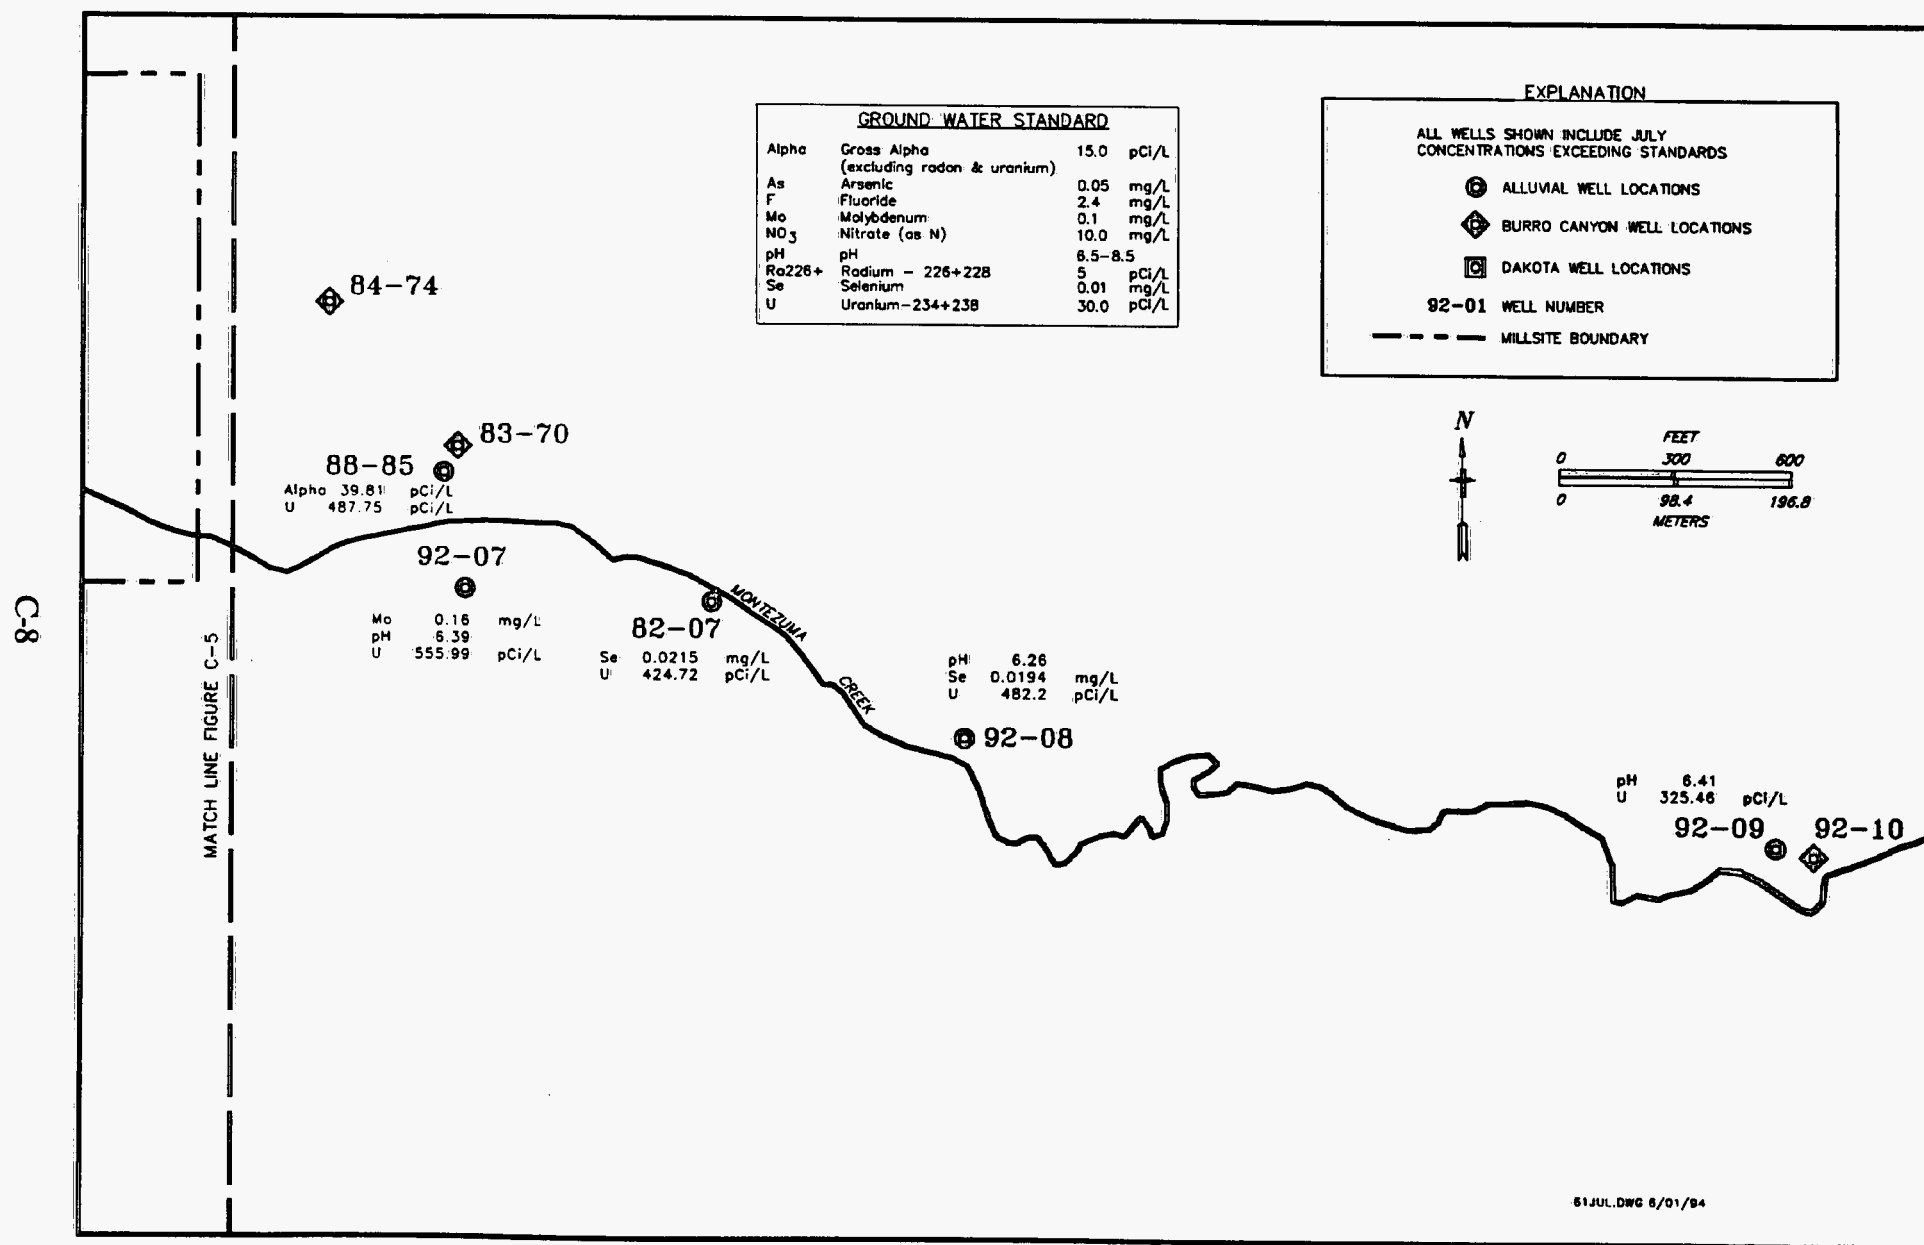 GROUND WATER STANDARD
Alpha Gross Alpha 15.0 pCi/L
(excluding radon & uranium)
As Arsenic 0.05 mg/L
F Fluoride 2.4 mg/L
Mo Molybdenum 0.1 mg/L
NO3 Nitrate (as N) 10.0 mg/L
pH pH 6.5-8.5
Ra226+ Radium - 226+228 5 pCi/L
Se Selenium 0.01 mg/L
U Uranium-234+238 30.0 pCi/L
EXPLANATION
ALL WELLS SHOWN INCLUDE JULY
CONCENTRATIONS EXCEEDING STANDARDS
ALLUVIAL WELL LOCATIONS
BURRO CANYON WELL LOCATIONS
DAKOTA WELL LOCATIONS
92-01 WELL NUMBER
MILLSITE BOUNDARY
N
FEET
0 300 600
0 98.4 196.8
METERS
84-74
83-70
88-85
Alpha 39.81 pCi/L
U 487.75 pCi/L
92-07
Mo 0.16 mg/L
pH 6.39
U 555.99 pCi/L
82-07
Se 0.0215 mg/L
U 424.72 pCi/L
MONTEZUMA
CREEK
pH 6.26
Se 0.0194 mg/L
U 482.2 pCi/L
92-08
pH 6.41
U 325.46 pCi/L
92-09
92-10
MATCH LINE FIGURE C-5
C-8
51JUL.DWG 6/01/94